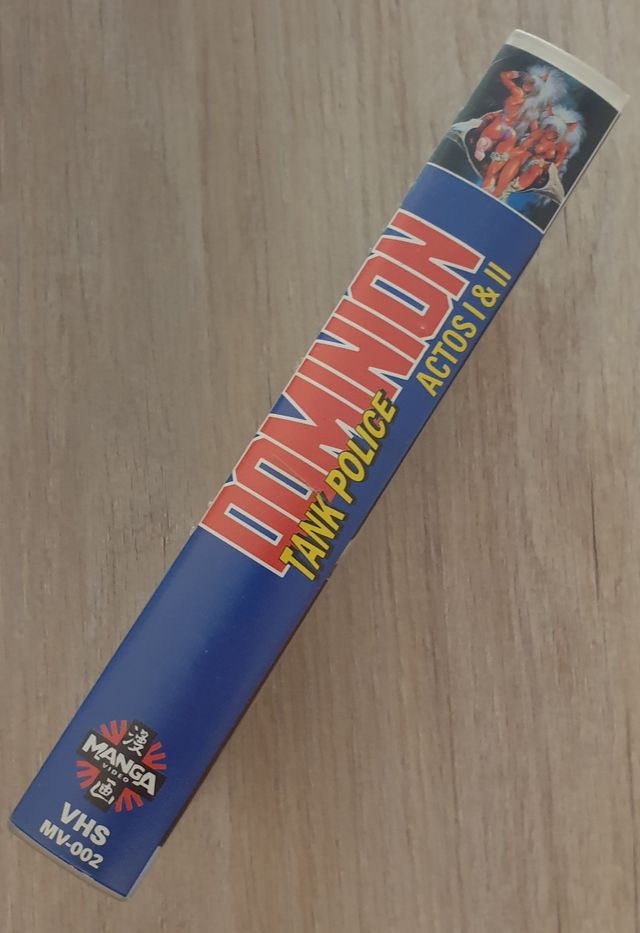 DOMINION
TANK POLICE
ACTOS I & II
漫
MANGA
VIDEO
画
VHS
MV-002